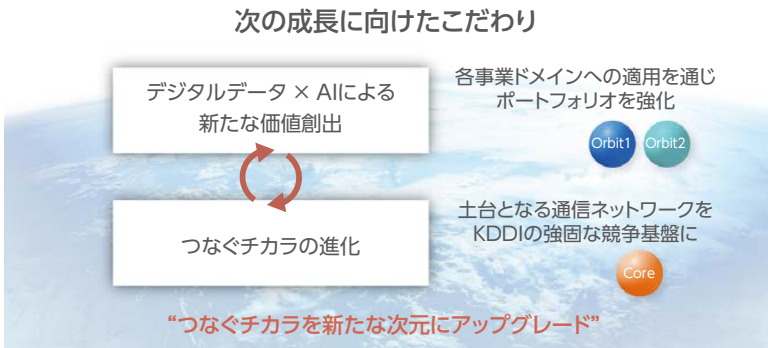 次の成長に向けたこだわり
デジタルデータ × AIによる
新たな価値創出
各事業ドメインへの適用を通じ
ポートフォリオを強化
Orbit1 Orbit2
つなぐチカラの進化
土台となる通信ネットワークを
KDDIの強固な競争基盤に
Core
“つなぐチカラを新たな次元にアップグレード”